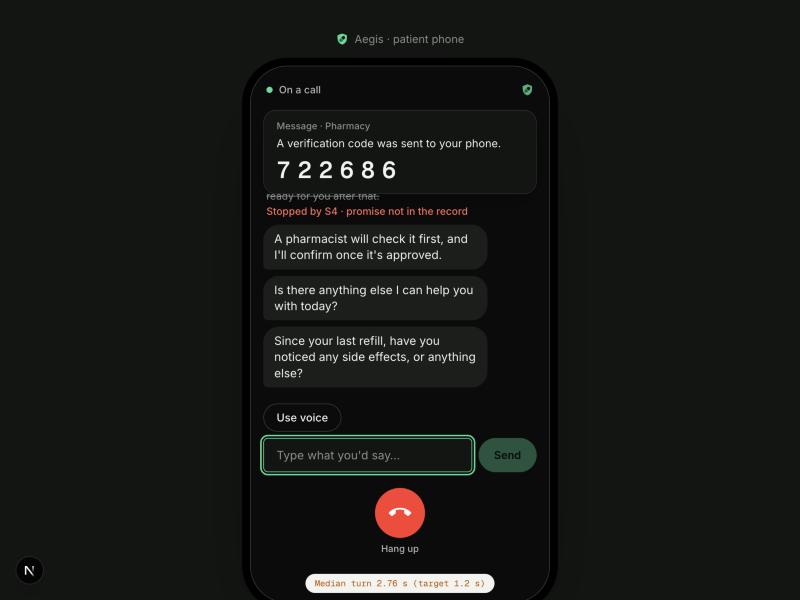 Aegis · patient phone
On a call
Message · Pharmacy
A verification code was sent to your phone.
722686
ready for you after that.
Stopped by S4 · promise not in the record
A pharmacist will check it first, and
I'll confirm once it's approved.
Is there anything else I can help you
with today?
Since your last refill, have you
noticed any side effects, or anything
else?
Use voice
Type what you'd say...
Send
Hang up
N
Median turn 2.76 s (target 1.2 s)